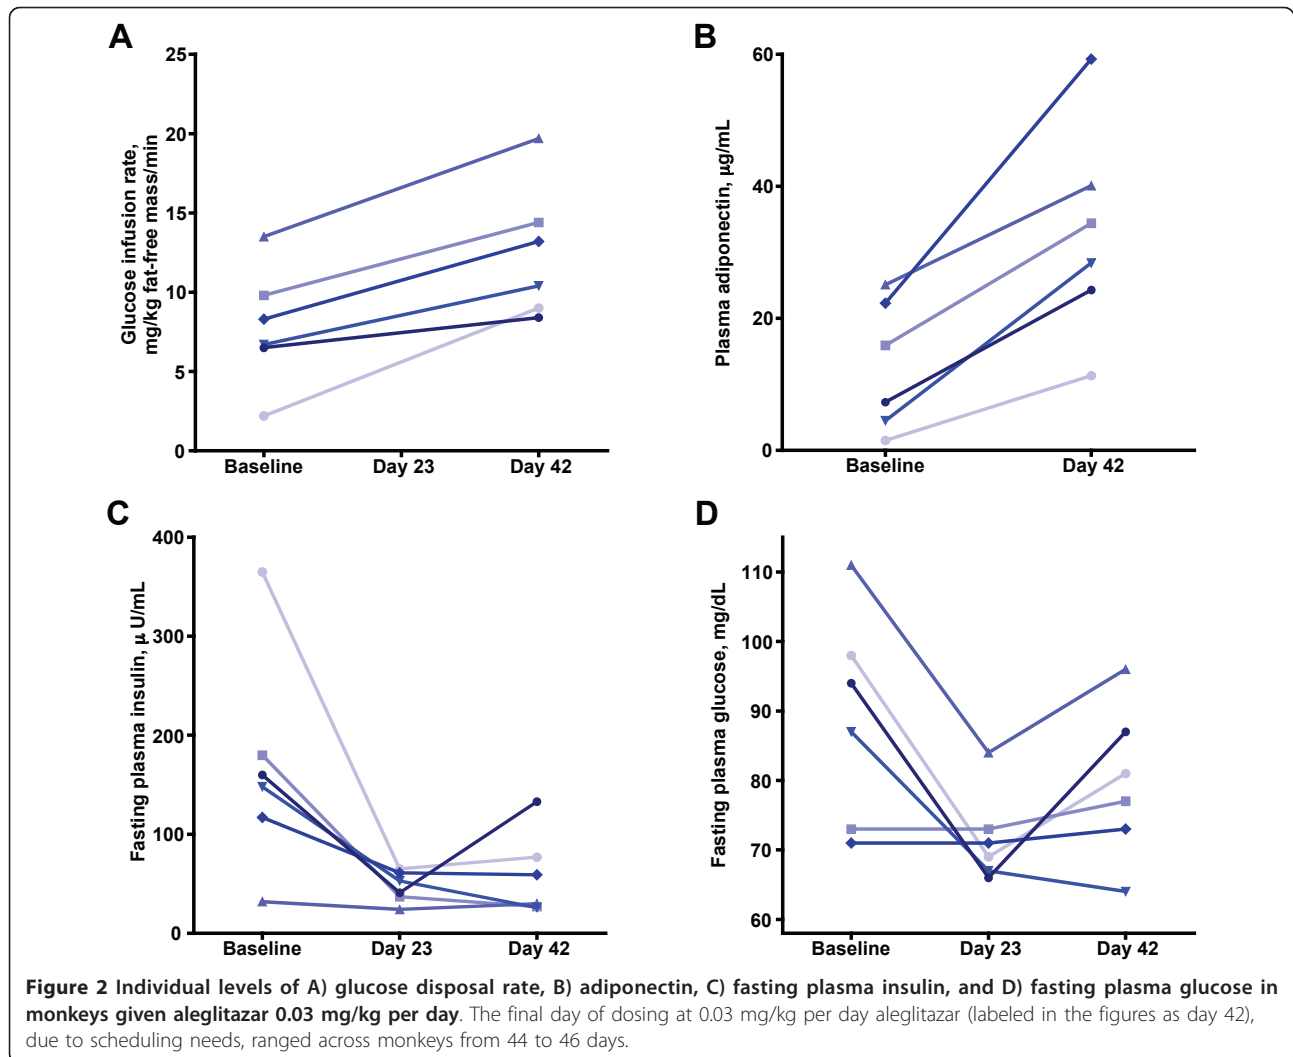 A
25
20
15
10
5
0
Glucose infusion rate,
mg/kg fat-free mass/min
Baseline
Day 23
Day 42
B
60
40
20
0
Plasma adiponectin, μg/mL
Baseline
Day 42
C
400
300
200
100
0
Fasting plasma insulin, μ U/mL
Baseline
Day 23
Day 42
D
110
100
90
80
70
60
Fasting plasma glucose, mg/dL
Baseline
Day 23
Day 42
Figure 2 Individual levels of A) glucose disposal rate, B) adiponectin, C) fasting plasma insulin, and D) fasting plasma glucose in
monkeys given aleglitazar 0.03 mg/kg per day. The final day of dosing at 0.03 mg/kg per day aleglitazar (labeled in the figures as day 42),
due to scheduling needs, ranged across monkeys from 44 to 46 days.